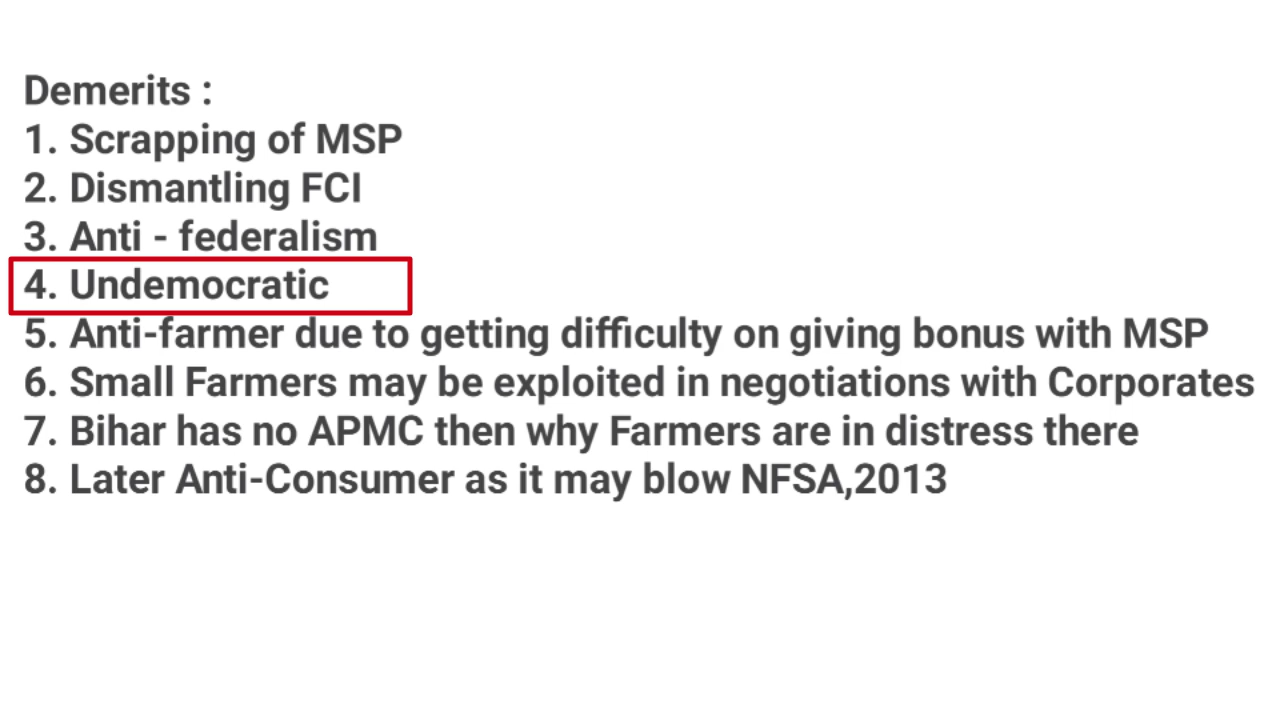 Demerits :
1. Scrapping of MSP
2. Dismantling FCI
3. Anti - federalism
4. Undemocratic
5. Anti-farmer due to getting difficulty on giving bonus with MSP
6. Small Farmers may be exploited in negotiations with Corporates
7. Bihar has no APMC then why Farmers are in distress there
8. Later Anti-Consumer as it may blow NFSA,2013